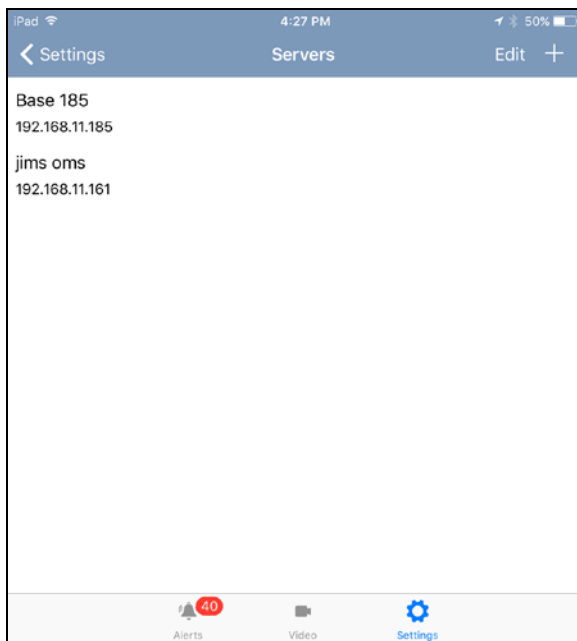 iPad 4:27 PM 50%
Settings Servers Edit +
Base 185
192.168.11.185
jims oms
192.168.11.161
40
Alerts Video Settings